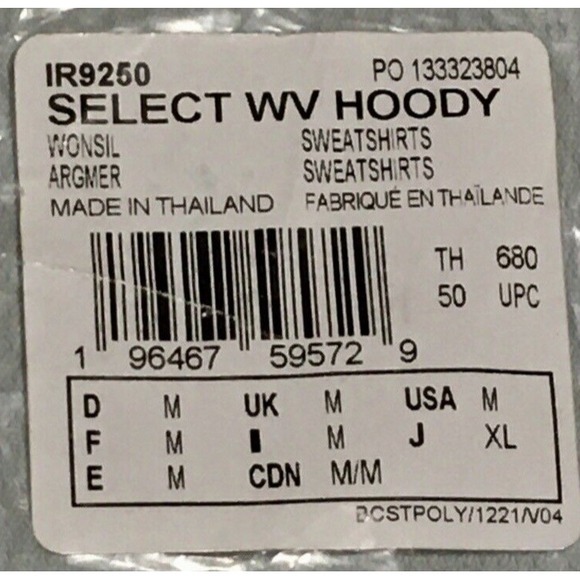 IR9250 PO 133323804
SELECT WV HOODY
WONSIL SWEATSHIRTS
ARGMER SWEATSHIRTS
MADE IN THAILAND FABRIQUÉ EN THAÏLANDE
TH 680
50 UPC
1 96467 59572 9
D M UK M USA M
F M I M J XL
E M CDN M/M
BCSTPOLY/1221/V04